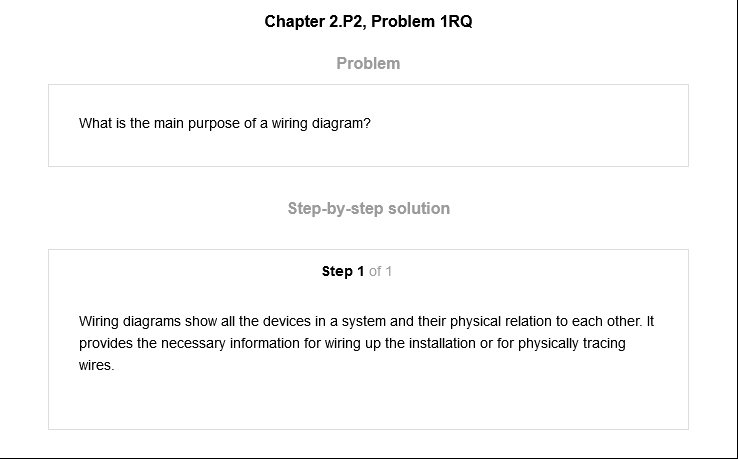 Chapter 2.P2, Problem 1RQ
Problem
What is the main purpose of a wiring diagram?
Step-by-step solution
Step 1 of 1
Wiring diagrams show all the devices in a system and their physical relation to each other. It
provides the necessary information for wiring up the installation or for physically tracing
wires.